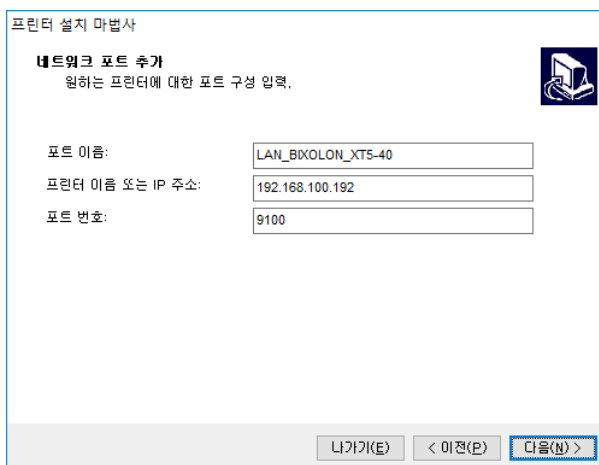 프린터 설치 마법사
네트워크 포트 추가
원하는 프린터에 대한 포트 구성 입력.
포트 이름:
LAN_BIXOLON_XT5-40
프린터 이름 또는 IP 주소:
192.168.100.192
포트 번호:
9100
나가기(E)
< 이전(P)
다음(N) >